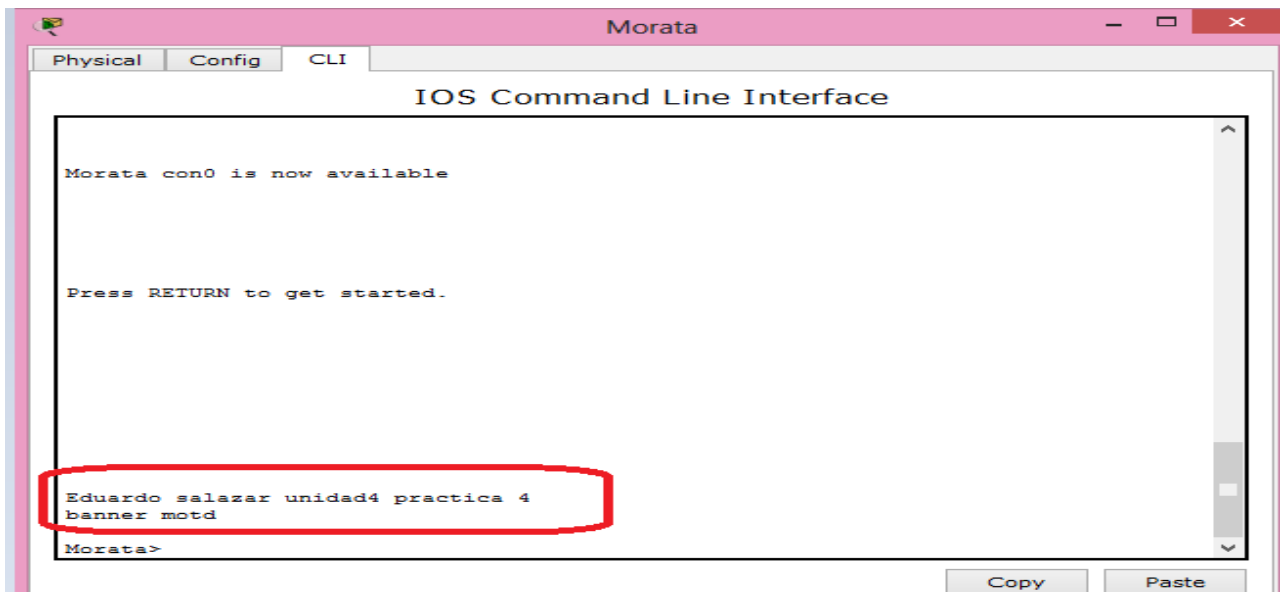 Morata
Physical Config CLI
IOS Command Line Interface
Morata con0 is now available
Press RETURN to get started.
Eduardo salazar unidad4 practica 4
banner motd
Morata>
Copy Paste